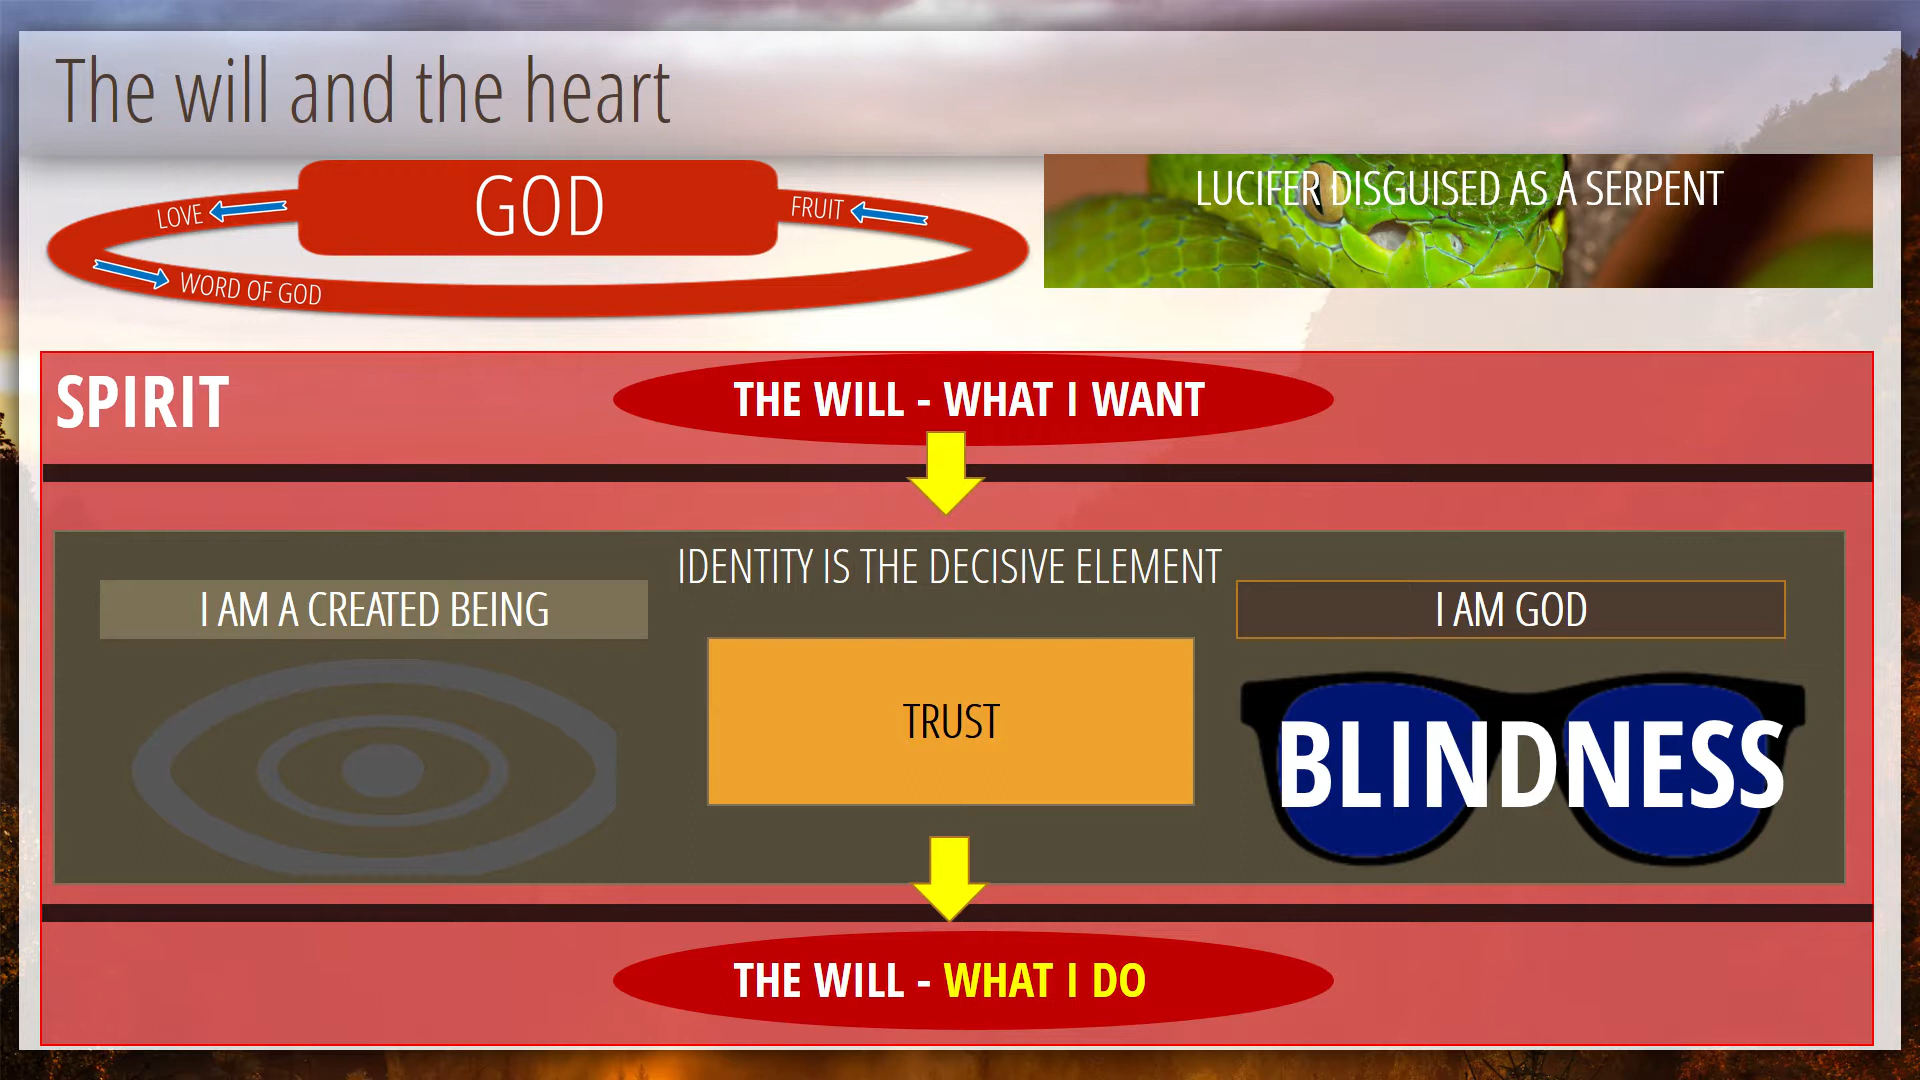 The will and the heart
GOD
LOVE
FRUIT
WORD OF GOD
LUCIFER DISGUISED AS A SERPENT
SPIRIT
THE WILL - WHAT I WANT
IDENTITY IS THE DECISIVE ELEMENT
I AM A CREATED BEING
I AM GOD
TRUST
BLINDNESS
THE WILL - WHAT I DO